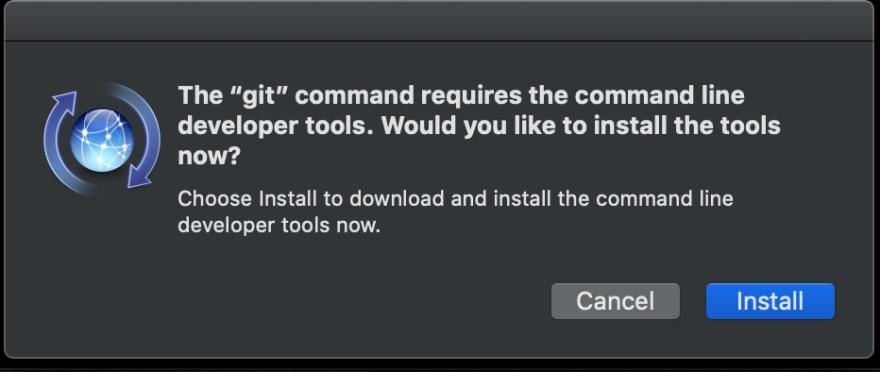 The “git” command requires the command line
developer tools. Would you like to install the tools
now?
Choose Install to download and install the command line
developer tools now.
Cancel
Install